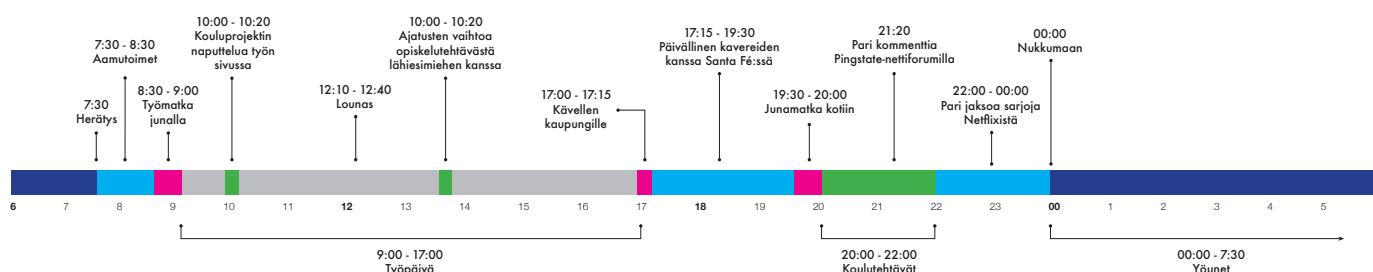 7:30
Herätys
7:30 - 8:30
Aamutoimet
8:30 - 9:00
Työmatka
junalla
10:00 - 10:20
Kouluprojektin
naputtelua työn
sivussa
12:10 - 12:40
Lounas
10:00 - 10:20
Ajatusten vaihtoa
opiskelutehtävästä
lähiesimiehen kanssa
17:00 - 17:15
Kävellen
kaupungille
17:15 - 19:30
Päivällinen kavereiden
kanssa Santa Fé:ssä
19:30 - 20:00
Junamatka kotiin
21:20
Pari kommenttia
Pingstate-nettiforumilla
22:00 - 00:00
Pari jaksoa sarjoja
Netflixistä
00:00
Nukkumaan
6 7 8 9 10 11 12 13 14 15 16 17 18 19 20 21 22 23 00 1 2 3 4 5
9:00 - 17:00
Työpäivä
20:00 - 22:00
Koulutehtävät
00:00 - 7:30
Yöunet